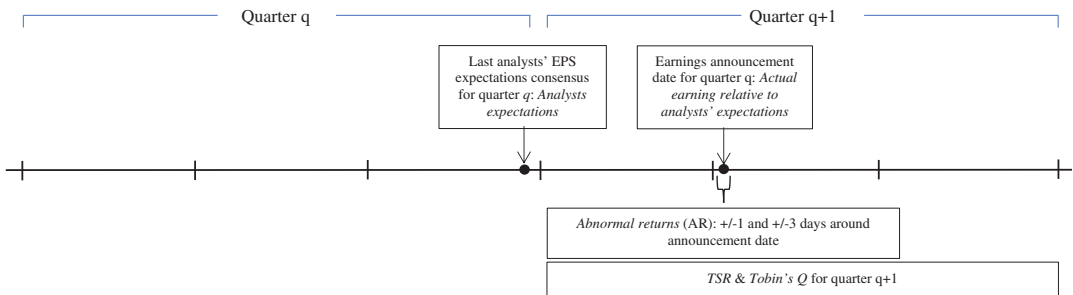 Quarter q
Quarter q+1
Last analysts’ EPS
expectations consensus
for quarter q: Analysts
expectations
Earnings announcement
date for quarter q: Actual
earning relative to
analysts’ expectations
Abnormal returns (AR): +/-1 and +/-3 days around
announcement date
TSR & Tobin’s Q for quarter q+1